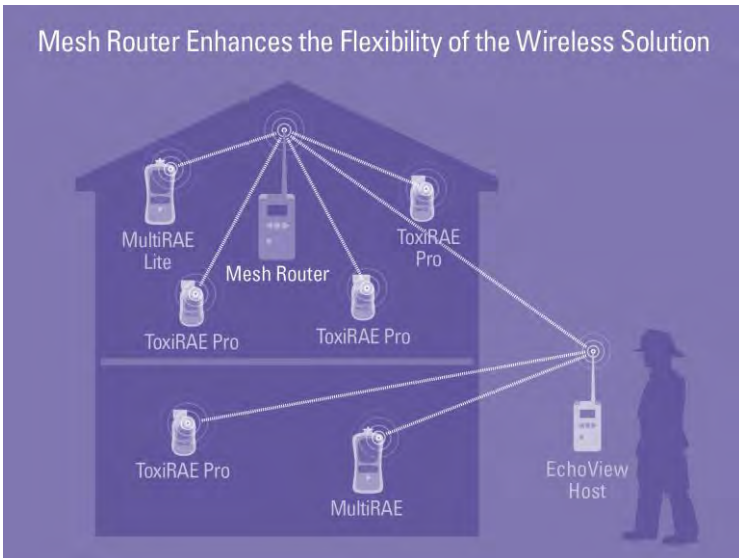 Mesh Router Enhances the Flexibility of the Wireless Solution
MultiRAE
Lite
Mesh Router
ToxiRAE
Pro
ToxiRAE Pro
ToxiRAE Pro
ToxiRAE Pro
MultiRAE
EchoView
Host